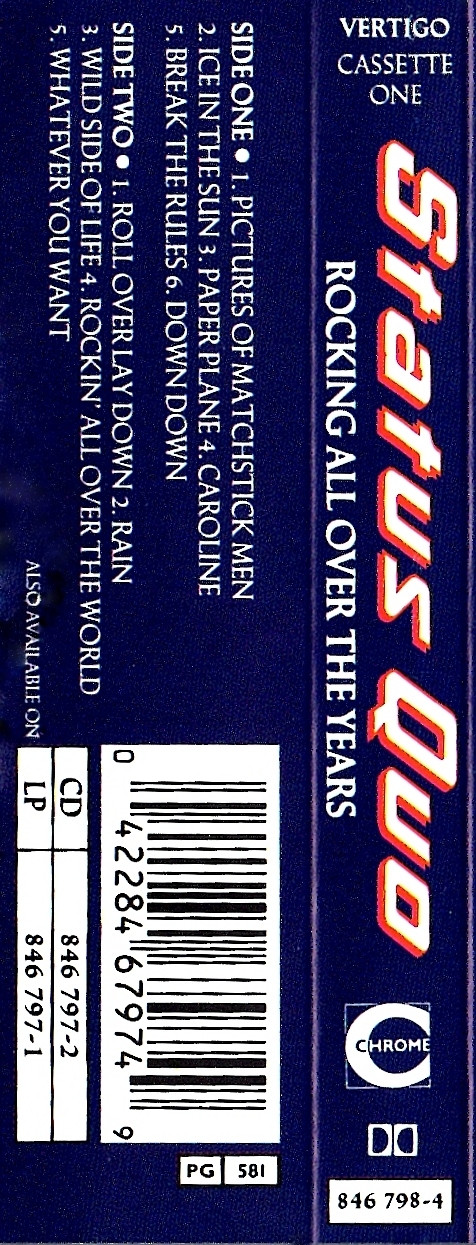 VERTIGO
CASSETTE
ONE
Status Quo
ROCKING ALL OVER THE YEARS
CHROME
846 798-4
SIDE ONE • 1. PICTURES OF MATCHSTICK MEN
2. ICE IN THE SUN 3. PAPER PLANE 4. CAROLINE
5. BREAK THE RULES 6. DOWN DOWN
SIDE TWO • 1. ROLL OVER LAY DOWN 2. RAIN
3. WILD SIDE OF LIFE 4. ROCKIN' ALL OVER THE WORLD
5. WHATEVER YOU WANT
ALSO AVAILABLE ON
CD 846 797-2
LP 846 797-1
0 42284 67974 9
PG 581